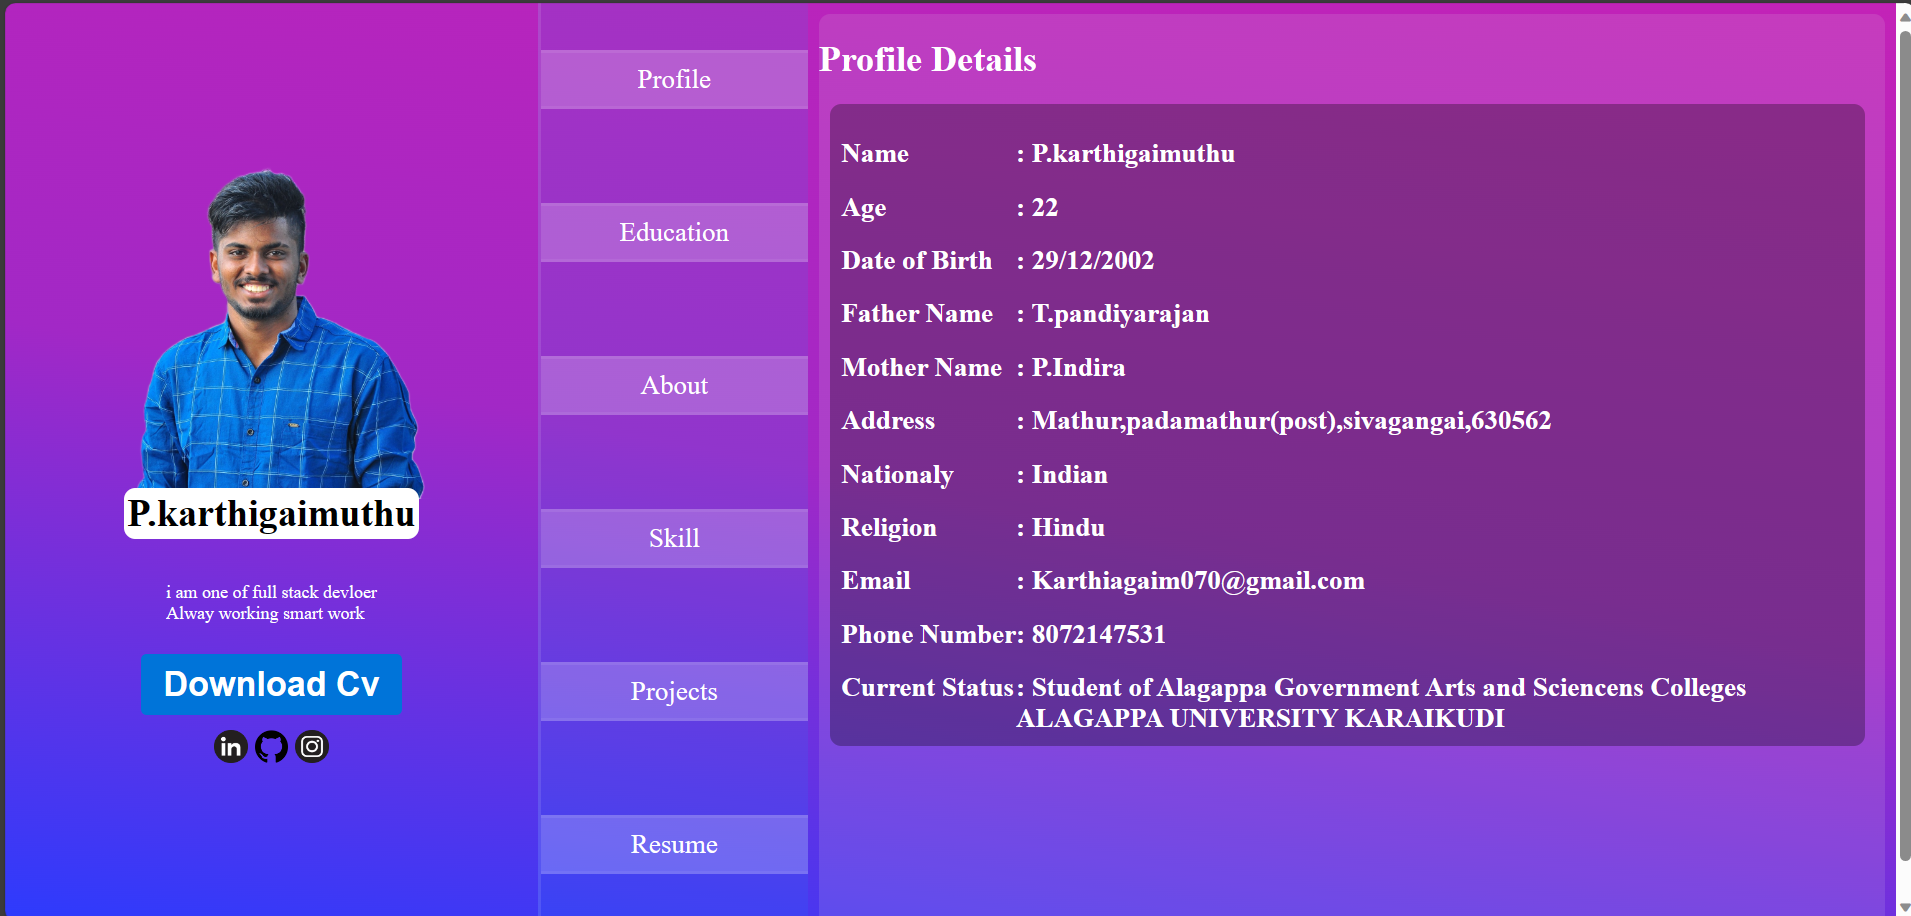 P.karthigaimuthu
i am one of full stack devloer
Alway working smart work
Download Cv
in
Profile
Education
About
Skill
Projects
Resume
Profile Details
Name : P.karthigaimuthu
Age : 22
Date of Birth : 29/12/2002
Father Name : T.pandiyarajan
Mother Name : P.Indira
Address : Mathur,padamathur(post),sivagangai,630562
Nationaly : Indian
Religion : Hindu
Email : Karthiagaim070@gmail.com
Phone Number: 8072147531
Current Status: Student of Alagappa Government Arts and Sciencens Colleges
ALAGAPPA UNIVERSITY KARAIKUDI